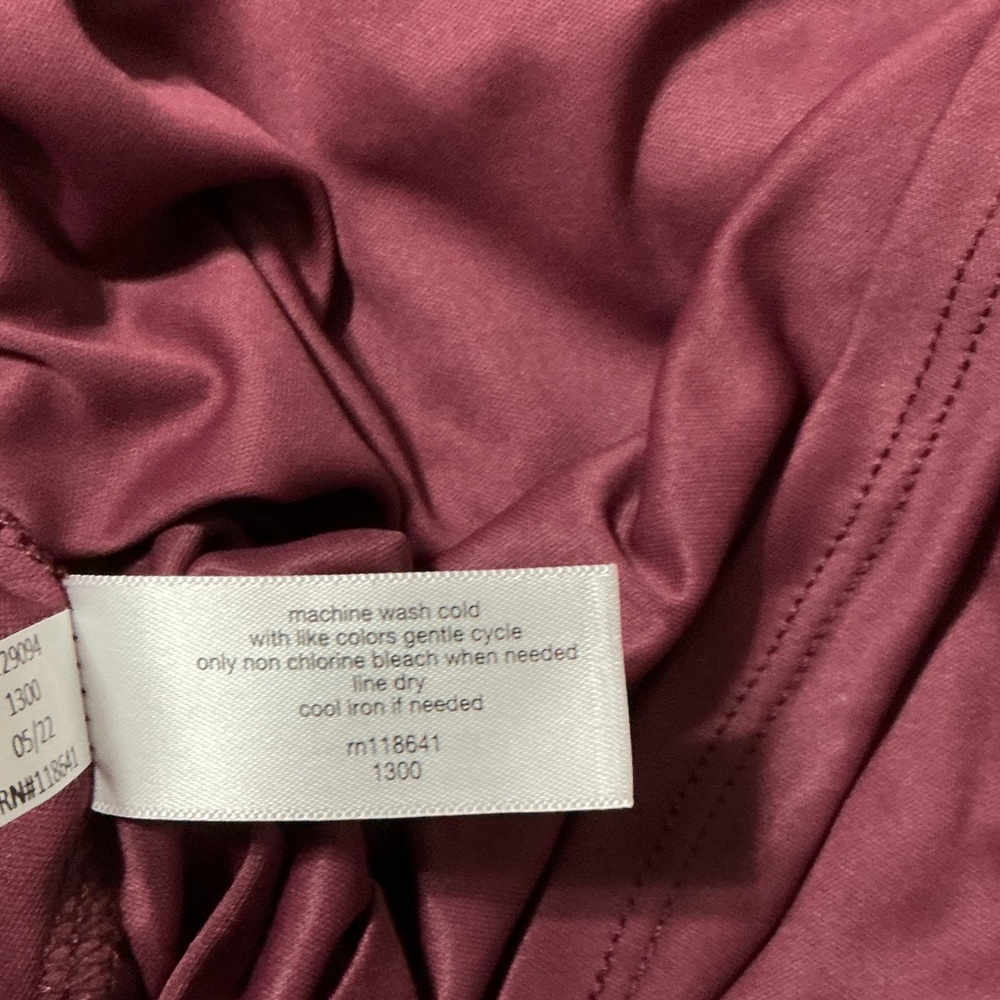 machine wash cold
with like colors gentle cycle
only non chlorine bleach when needed
line dry
cool iron if needed
rn118641
1300
29094
1300
05/22
RN#118641